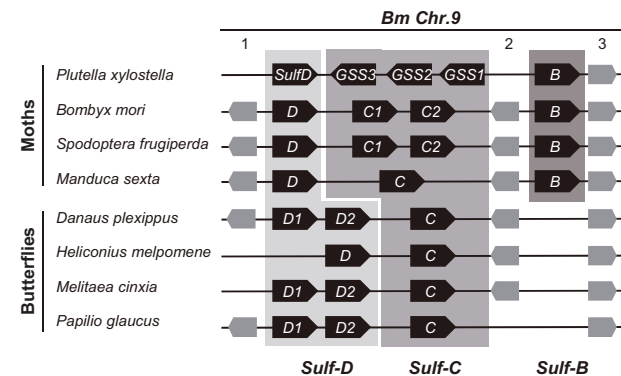 Bm Chr.9
1 2 3
Moths
Plutella xylostella SulfD GSS3 GSS2 GSS1 B
Bombyx mori D C1 C2 B
Spodoptera frugiperda D C1 C2 B
Manduca sexta D C B
Butterflies
Danaus plexippus D1 D2 C
Heliconius melpomene D C
Melitaea cinxia D1 D2 C
Papilio glaucus D1 D2 C
Sulf-D Sulf-C Sulf-B